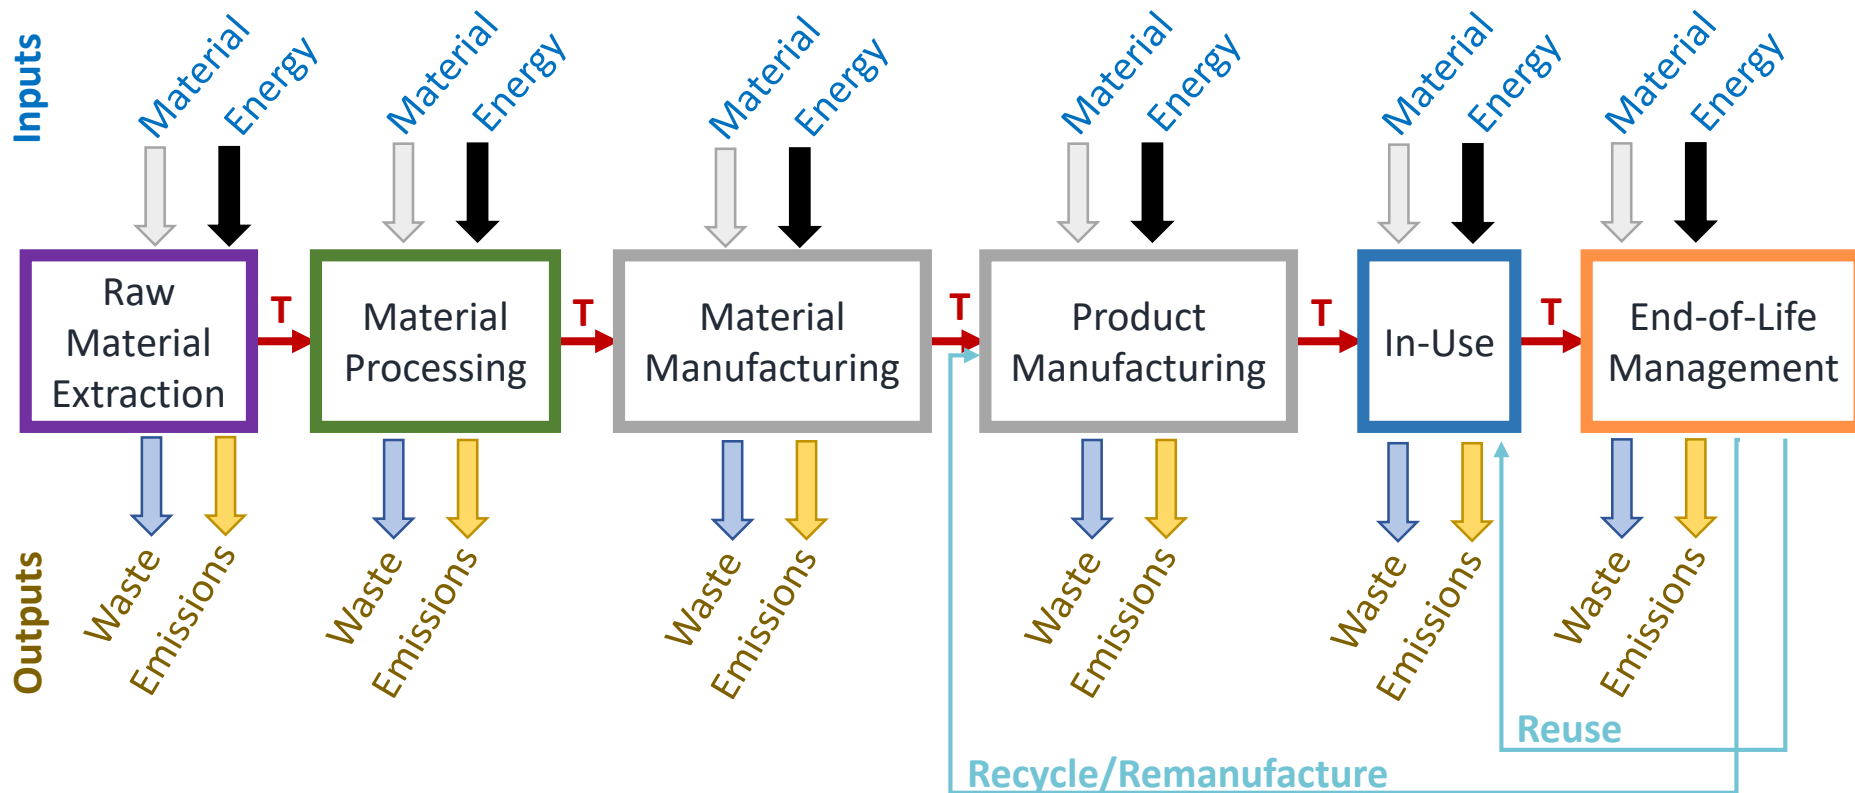 Inputs
Material
Energy
Material
Energy
Material
Energy
Material
Energy
Material
Energy
Material
Energy
Raw
Material
Extraction
T
Material
Processing
T
Material
Manufacturing
T
Product
Manufacturing
T
In-Use
T
End-of-Life
Management
Outputs
Waste
Emissions
Waste
Emissions
Waste
Emissions
Waste
Emissions
Waste
Emissions
Waste
Emissions
Reuse
Recycle/Remanufacture